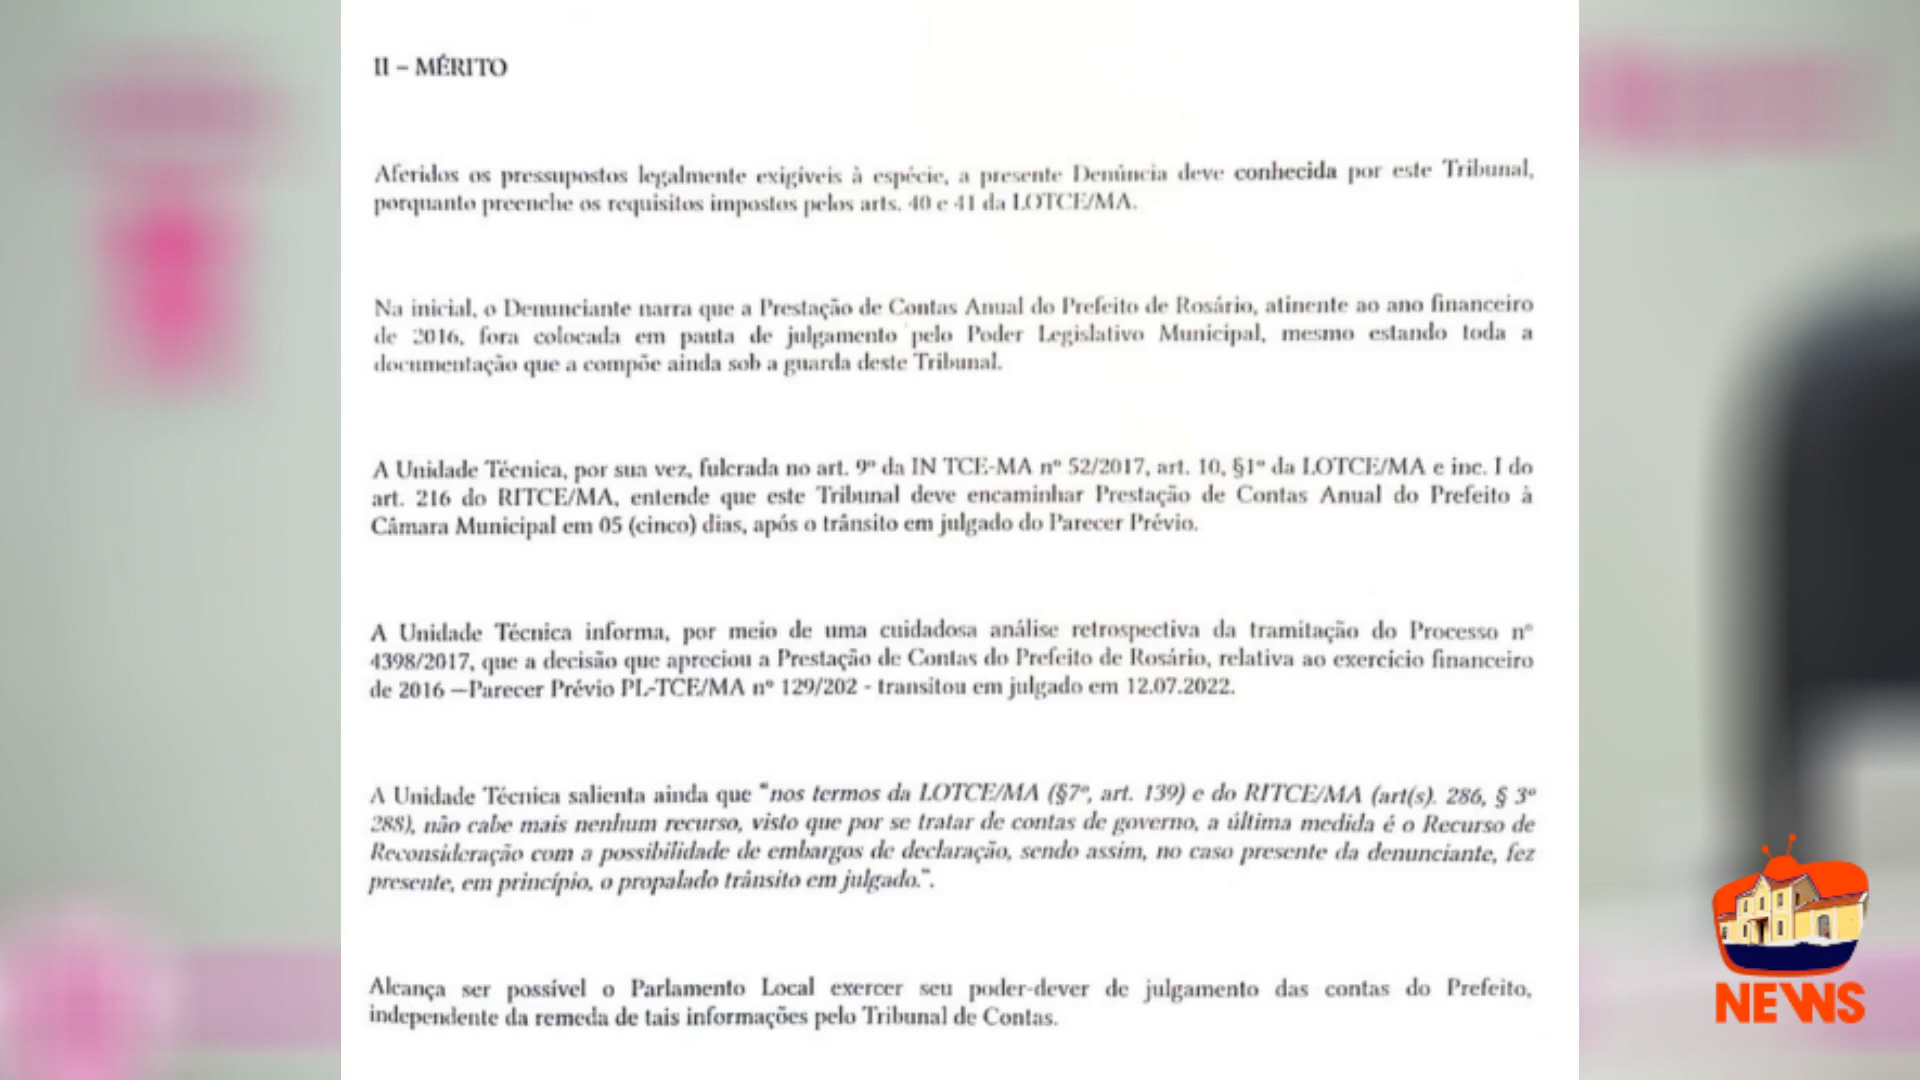 II – MÉRITO
Aferidos os pressupostos legalmente exigíveis à espécie, a presente Denúncia deve conhecida por este Tribunal,
porquanto preenche os requisitos impostos pelos arts. 40 e 41 da LOTCE/MA.
Na inicial, o Denunciante narra que a Prestação de Contas Anual do Prefeito de Rosário, atinente ao ano financeiro
de 2016, fora colocada em pauta de julgamento pelo Poder Legislativo Municipal, mesmo estando toda a
documentação que a compõe ainda sob a guarda deste Tribunal.
A Unidade Técnica, por sua vez, fulcrada no art. 9º da IN TCE-MA nº 52/2017, art. 10, §1º da LOTCE/MA e inc. I do
art. 216 do RITCE/MA, entende que este Tribunal deve encaminhar Prestação de Contas Anual do Prefeito à
Câmara Municipal em 05 (cinco) dias, após o trânsito em julgado do Parecer Prévio.
A Unidade Técnica informa, por meio de uma cuidadosa análise retrospectiva da tramitação do Processo nº
4398/2017, que a decisão que apreciou a Prestação de Contas do Prefeito de Rosário, relativa ao exercício financeiro
de 2016 —Parecer Prévio PL-TCE/MA nº 129/202 - transitou em julgado em 12.07.2022.
A Unidade Técnica salienta ainda que "nos termos da LOTCE/MA (§7º, art. 139) e do RITCE/MA (art(s). 286, § 3º
288), não cabe mais nenhum recurso, visto que por se tratar de contas de governo, a última medida é o Recurso de
Reconsideração com a possibilidade de embargos de declaração, sendo assim, no caso presente da denunciante, fez
presente, em princípio, o propalado trânsito em julgado.".
Alcança ser possível o Parlamento Local exercer seu poder-dever de julgamento das contas do Prefeito,
independente da remeda de tais informações pelo Tribunal de Contas.
NEWS